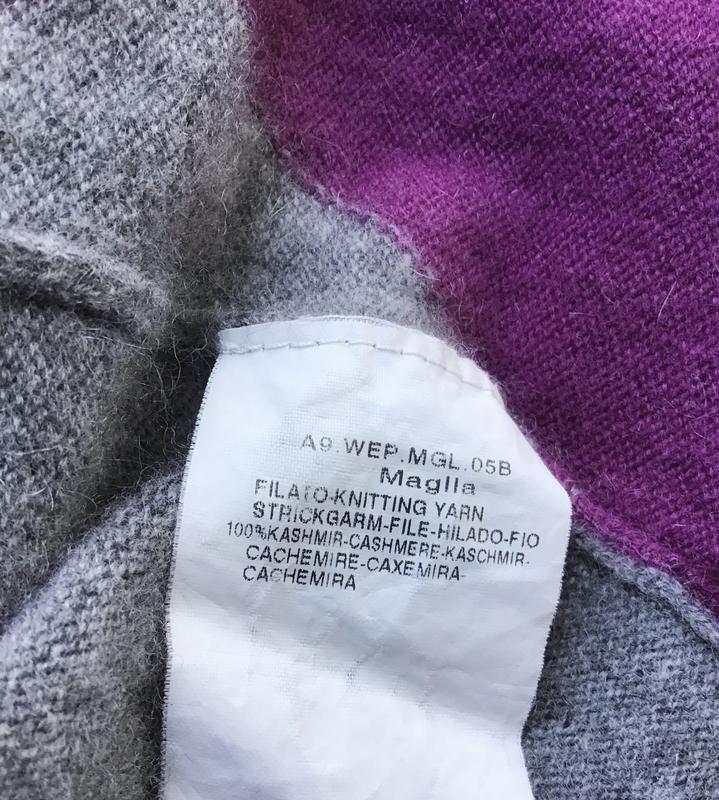 A9.WEP.MGL.05B
Maglia
FILATO-KNITTING YARN
STRICKGARM-FILE-HILADO-FIO
100%KASHMIR-CASHMERE-KASCHMIR-
CACHEMIRE-CAXEMIRA-
CACHEMIRA